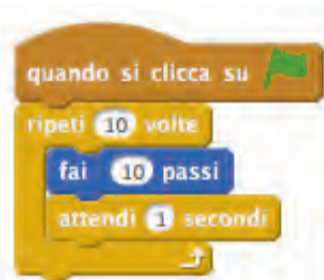 quando si clicca su
ripeti 10 volte
fai 10 passi
attendi 1 secondi